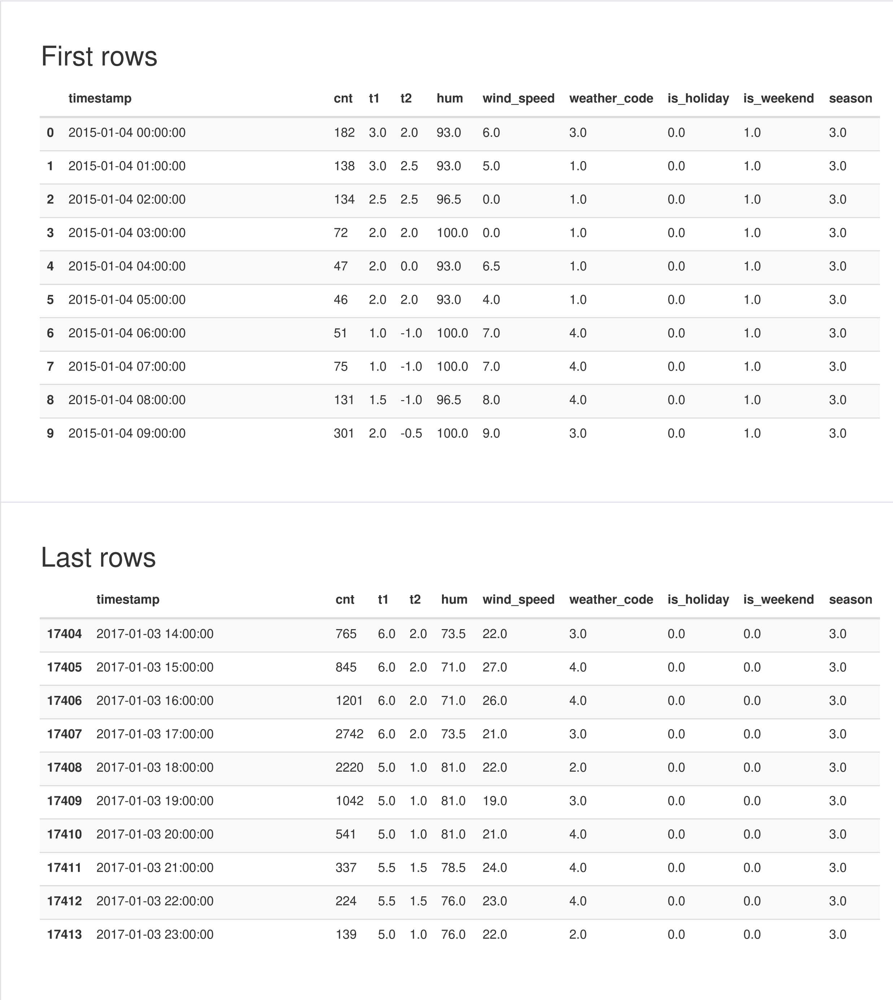 First rows
timestamp cnt t1 t2 hum wind_speed weather_code is_holiday is_weekend season
0 2015-01-04 00:00:00 182 3.0 2.0 93.0 6.0 3.0 0.0 1.0 3.0
1 2015-01-04 01:00:00 138 3.0 2.5 93.0 5.0 1.0 0.0 1.0 3.0
2 2015-01-04 02:00:00 134 2.5 2.5 96.5 0.0 1.0 0.0 1.0 3.0
3 2015-01-04 03:00:00 72 2.0 2.0 100.0 0.0 1.0 0.0 1.0 3.0
4 2015-01-04 04:00:00 47 2.0 0.0 93.0 6.5 1.0 0.0 1.0 3.0
5 2015-01-04 05:00:00 46 2.0 2.0 93.0 4.0 1.0 0.0 1.0 3.0
6 2015-01-04 06:00:00 51 1.0 -1.0 100.0 7.0 4.0 0.0 1.0 3.0
7 2015-01-04 07:00:00 75 1.0 -1.0 100.0 7.0 4.0 0.0 1.0 3.0
8 2015-01-04 08:00:00 131 1.5 -1.0 96.5 8.0 4.0 0.0 1.0 3.0
9 2015-01-04 09:00:00 301 2.0 -0.5 100.0 9.0 3.0 0.0 1.0 3.0
Last rows
timestamp cnt t1 t2 hum wind_speed weather_code is_holiday is_weekend season
17404 2017-01-03 14:00:00 765 6.0 2.0 73.5 22.0 3.0 0.0 0.0 3.0
17405 2017-01-03 15:00:00 845 6.0 2.0 71.0 27.0 4.0 0.0 0.0 3.0
17406 2017-01-03 16:00:00 1201 6.0 2.0 71.0 26.0 4.0 0.0 0.0 3.0
17407 2017-01-03 17:00:00 2742 6.0 2.0 73.5 21.0 3.0 0.0 0.0 3.0
17408 2017-01-03 18:00:00 2220 5.0 1.0 81.0 22.0 2.0 0.0 0.0 3.0
17409 2017-01-03 19:00:00 1042 5.0 1.0 81.0 19.0 3.0 0.0 0.0 3.0
17410 2017-01-03 20:00:00 541 5.0 1.0 81.0 21.0 4.0 0.0 0.0 3.0
17411 2017-01-03 21:00:00 337 5.5 1.5 78.5 24.0 4.0 0.0 0.0 3.0
17412 2017-01-03 22:00:00 224 5.5 1.5 76.0 23.0 4.0 0.0 0.0 3.0
17413 2017-01-03 23:00:00 139 5.0 1.0 76.0 22.0 2.0 0.0 0.0 3.0